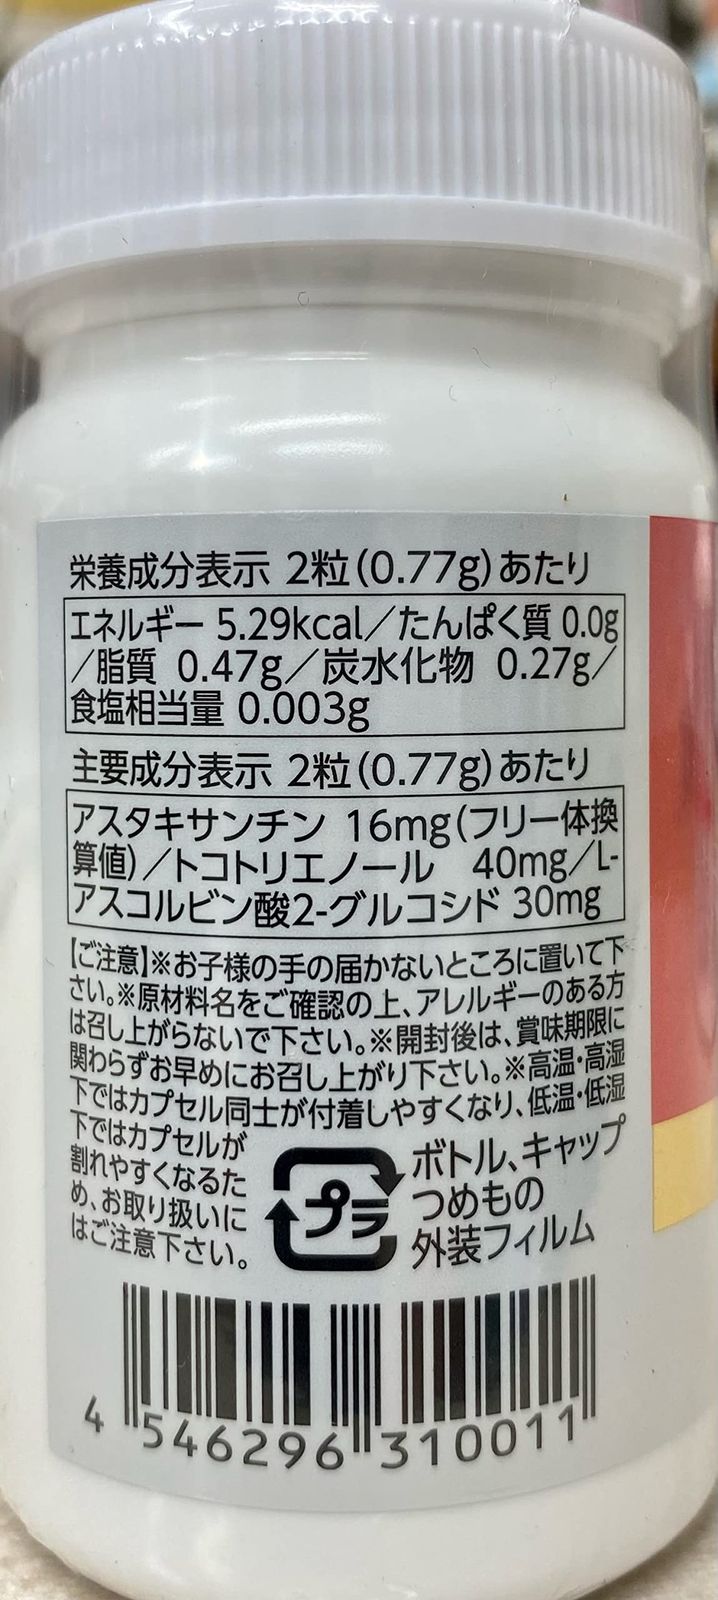 栄養成分表示 2粒(0.77g)あたり
エネルギー 5.29kcal／たんぱく質 0.0g
／脂質 0.47g／炭水化物 0.27g／
食塩相当量 0.003g
主要成分表示 2粒(0.77g)あたり
アスタキサンチン 16mg(フリー体換
算値)／トコトリエノール 40mg／L-
アスコルビン酸2-グルコシド 30mg
【ご注意】※お子様の手の届かないところに置いて下
さい。※原材料名をご確認の上、アレルギーのある方
は召し上がらないで下さい。※開封後は、賞味期限に
関わらずお早めにお召し上がり下さい。※高温・高湿
下ではカプセル同士が付着しやすくなり、低温・低湿
下ではカプセルが
割れやすくなるた
め、お取り扱いに
はご注意下さい。
プラ
ボトル、キャップ
つめもの
外装フィルム
4 546296 310011